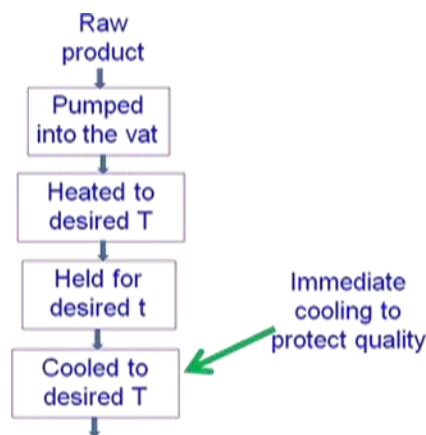 Raw
product
Pumped
into the vat
Heated to
desired T
Held for
desired t
Immediate
cooling to
protect quality
Cooled to
desired T